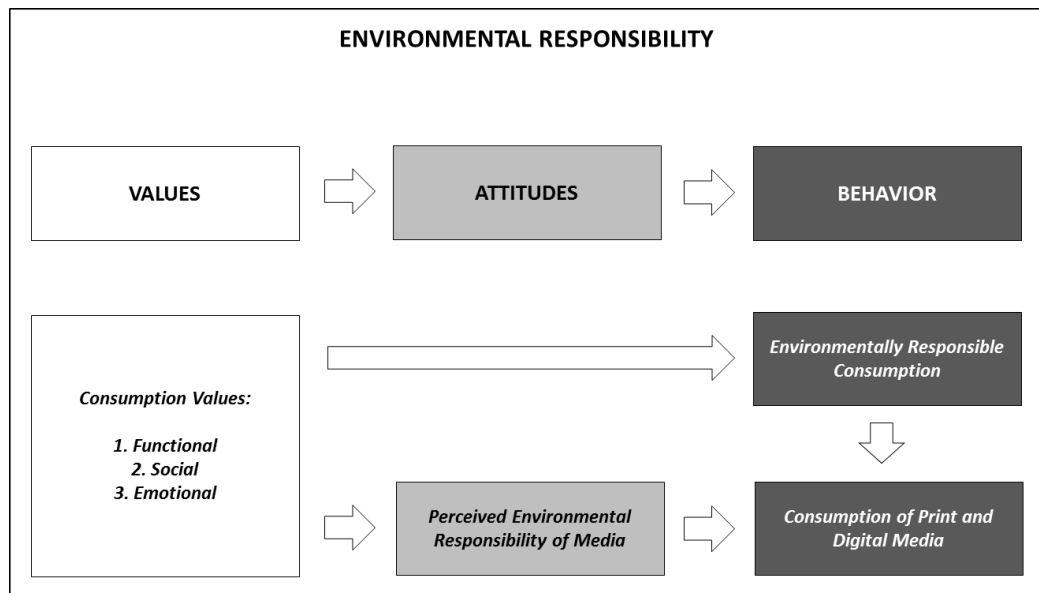 ENVIRONMENTAL RESPONSIBILITY
VALUES
ATTITUDES
BEHAVIOR
Consumption Values:
1. Functional
2. Social
3. Emotional
Environmentally Responsible
Consumption
Perceived Environmental
Responsibility of Media
Consumption of Print and
Digital Media